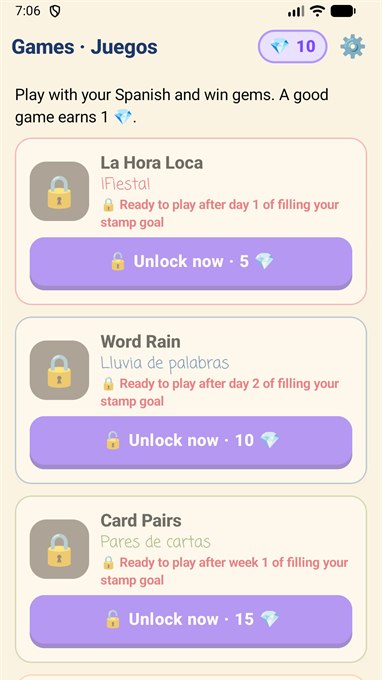 7:06
Games · Juegos
💎 10
Play with your Spanish and win gems. A good
game earns 1 💎.
La Hora Loca
¡Fiesta!
🔒 Ready to play after day 1 of filling your
stamp goal
🔓 Unlock now · 5 💎
Word Rain
Lluvia de palabras
🔒 Ready to play after day 2 of filling your
stamp goal
🔓 Unlock now · 10 💎
Card Pairs
Pares de cartas
🔒 Ready to play after week 1 of filling your
stamp goal
🔓 Unlock now · 15 💎